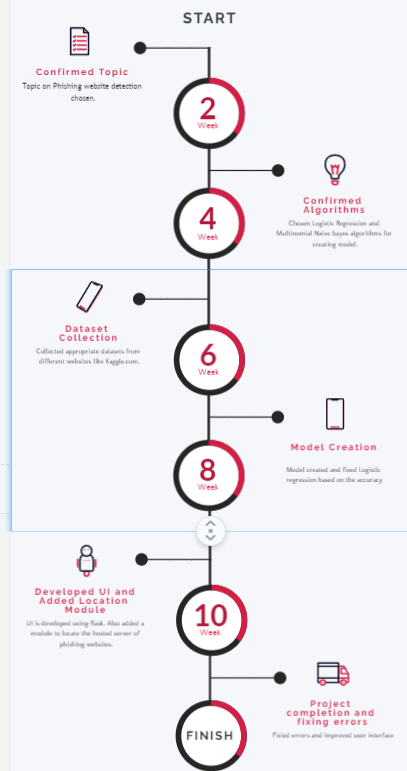 START
Confirmed Topic
Topic on Phishing website detection
chosen.
2
Week
Confirmed
Algorithms
Chosen Logistic Regression and
Multinomial Naive bayes algorithms for
creating model.
4
Week
Dataset
Collection
Collected appropriate datasets from
different websites like Kaggle.com.
6
Week
Model Creation
Model created and fixed Logistic
regression based on the accuracy
8
Week
Developed UI and
Added Location
Module
UI is developed using flask. Also added a
module to locate the hosted server of
phishing websites.
10
Week
Project
completion and
fixing errors
Fixied errors and improved user interface
FINISH